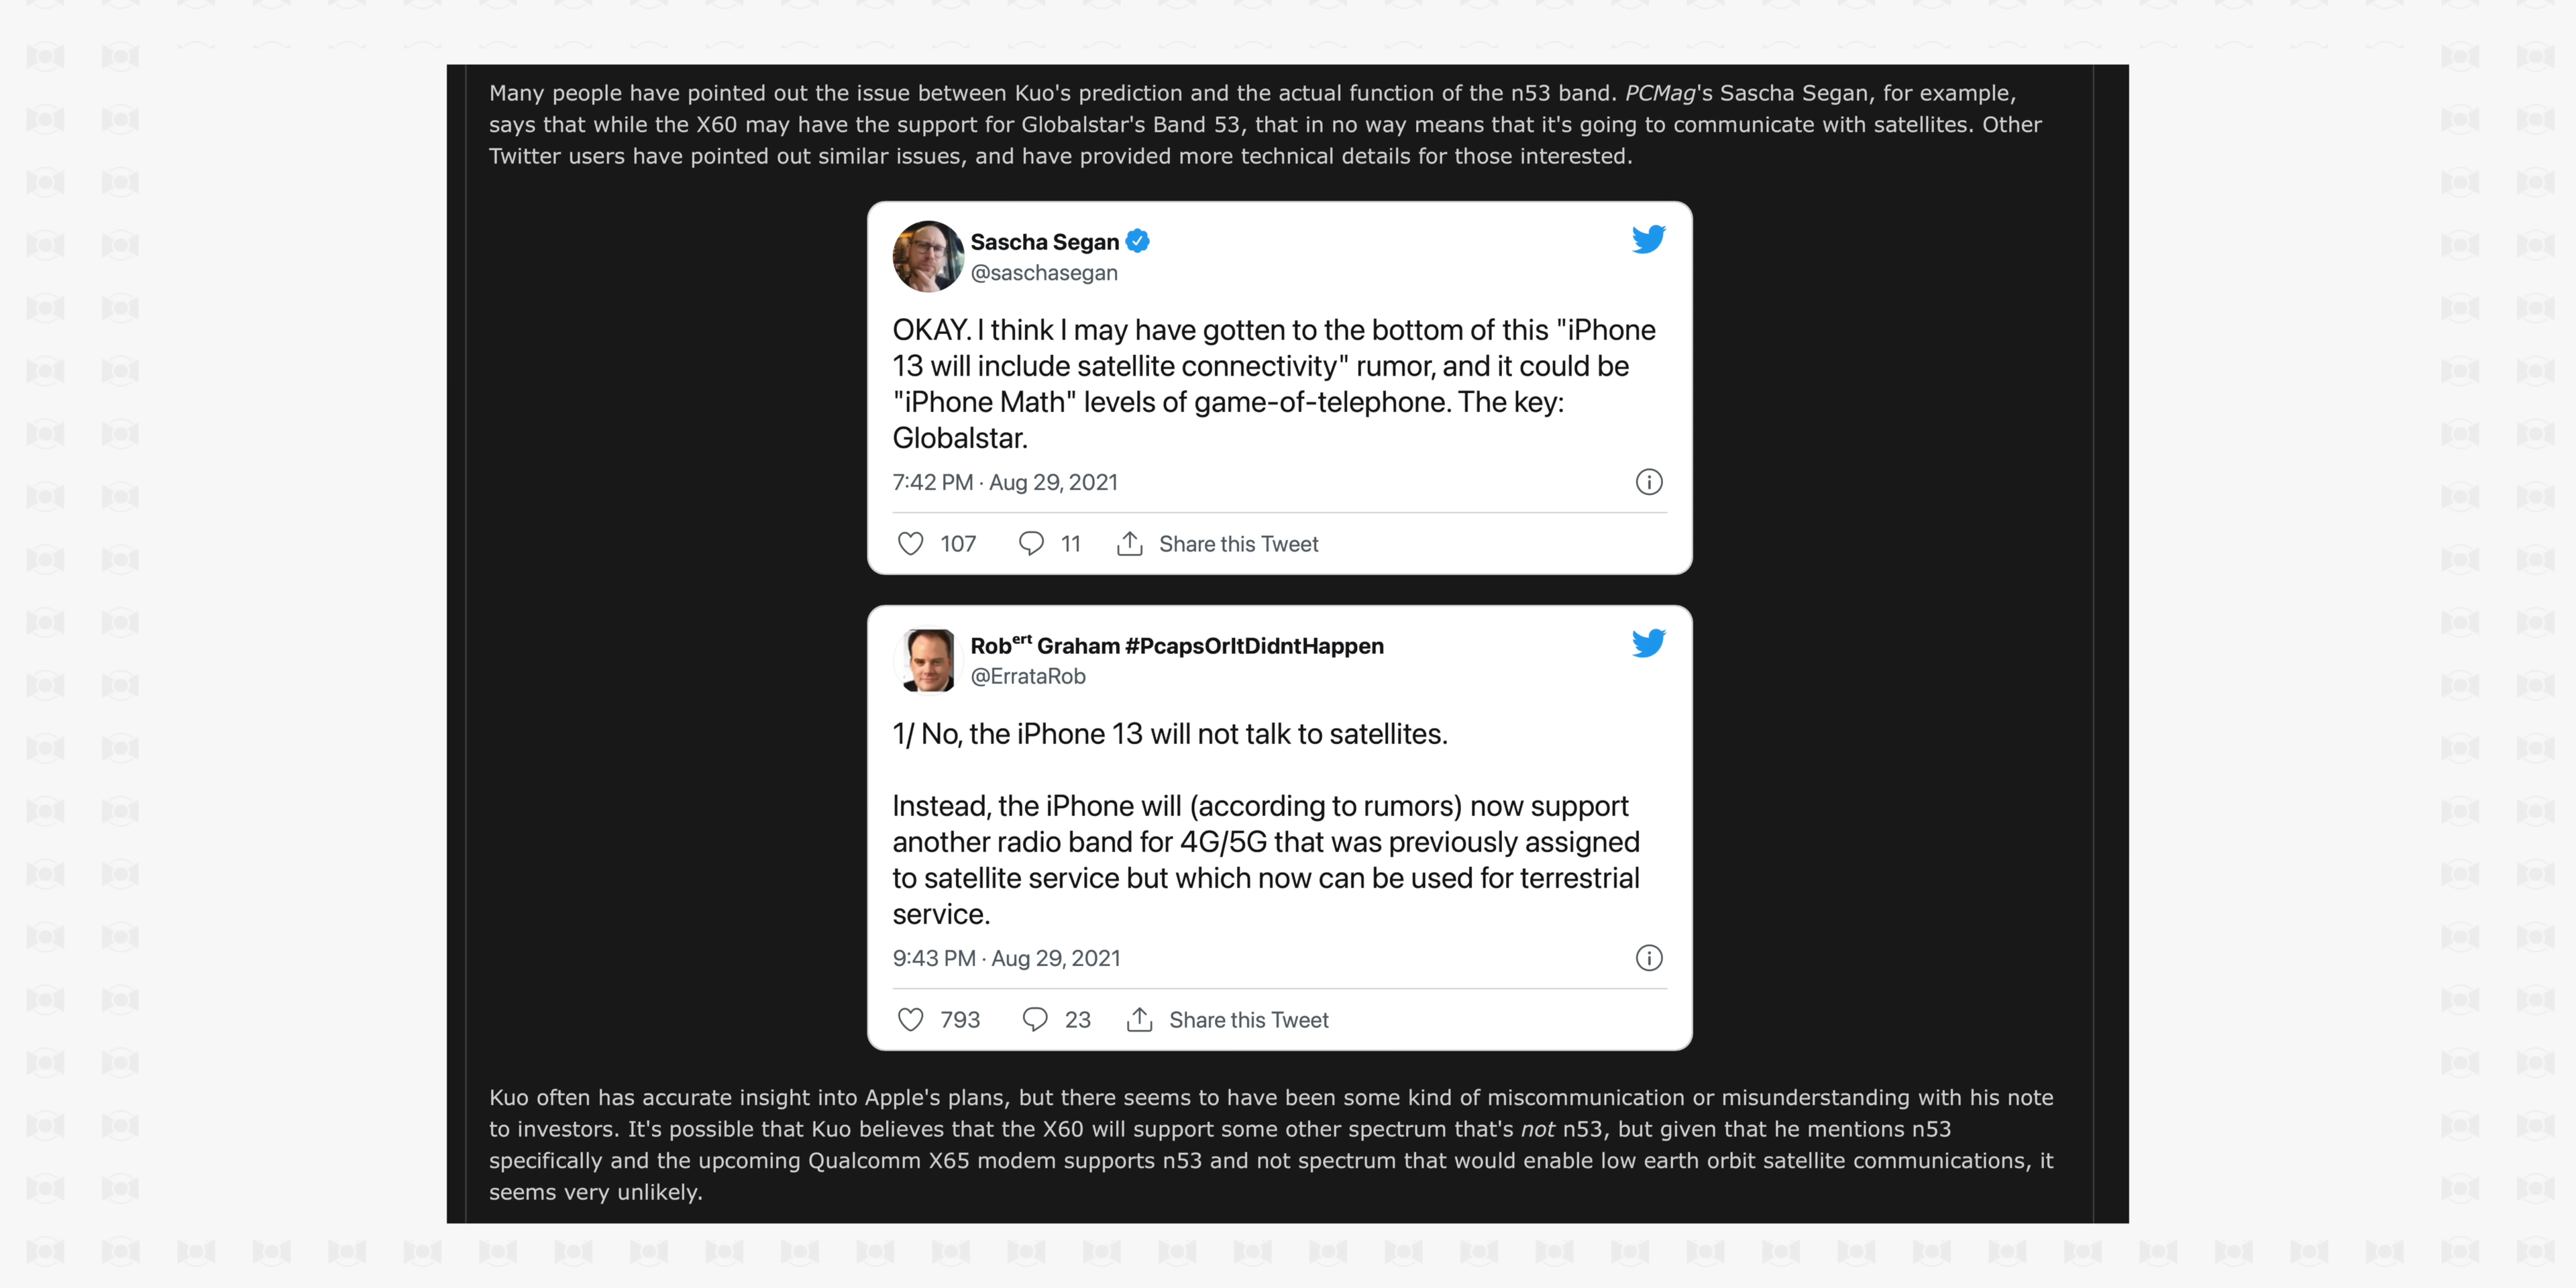 Many people have pointed out the issue between Kuo's prediction and the actual function of the n53 band. PCMag's Sascha Segan, for example,
says that while the X60 may have the support for Globalstar's Band 53, that in no way means that it's going to communicate with satellites. Other
Twitter users have pointed out similar issues, and have provided more technical details for those interested.
Sascha Segan
@saschasegan
OKAY. I think I may have gotten to the bottom of this "iPhone
13 will include satellite connectivity" rumor, and it could be
"iPhone Math" levels of game-of-telephone. The key:
Globalstar.
7:42 PM · Aug 29, 2021
107 11 Share this Tweet
Robᵉʳᵗ Graham #PcapsOrItDidntHappen
@ErrataRob
1/ No, the iPhone 13 will not talk to satellites.
Instead, the iPhone will (according to rumors) now support
another radio band for 4G/5G that was previously assigned
to satellite service but which now can be used for terrestrial
service.
9:43 PM · Aug 29, 2021
793 23 Share this Tweet
Kuo often has accurate insight into Apple's plans, but there seems to have been some kind of miscommunication or misunderstanding with his note
to investors. It's possible that Kuo believes that the X60 will support some other spectrum that's not n53, but given that he mentions n53
specifically and the upcoming Qualcomm X65 modem supports n53 and not spectrum that would enable low earth orbit satellite communications, it
seems very unlikely.